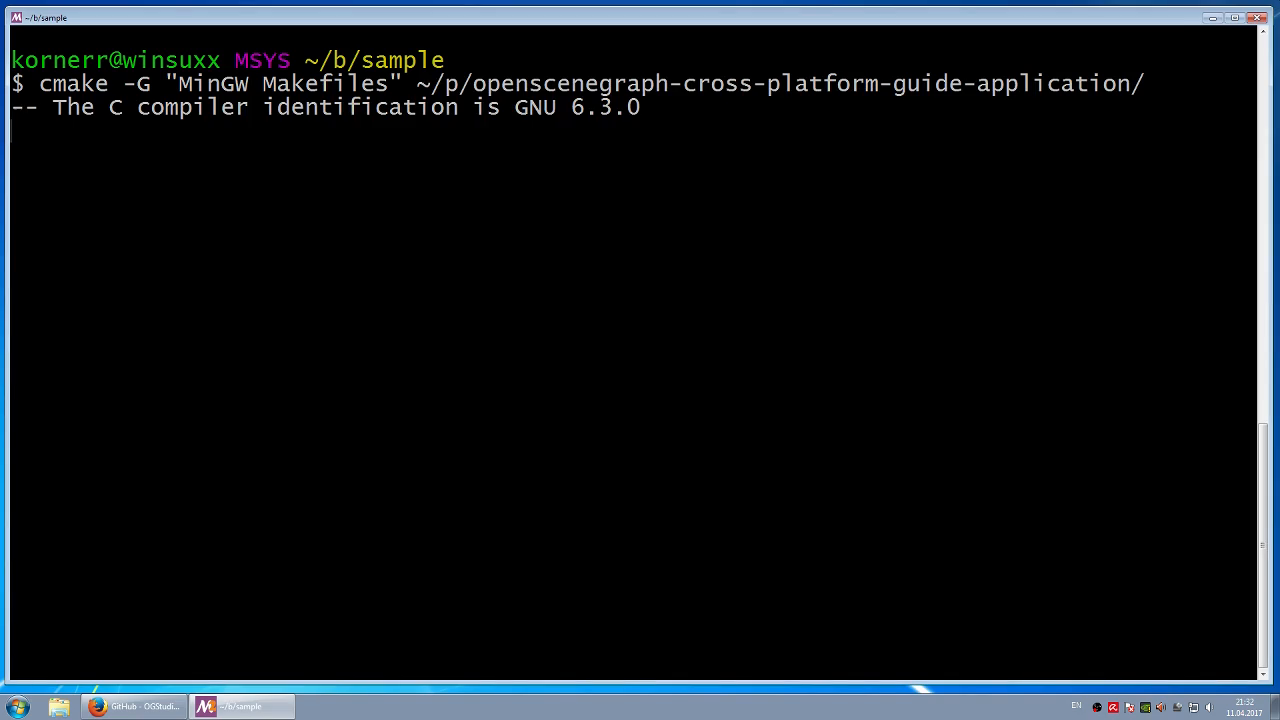 ~/b/sample
kornerr@winsuxx MSYS ~/b/sample
$ cmake -G "MinGW Makefiles" ~/p/openscenegraph-cross-platform-guide-application/
-- The C compiler identification is GNU 6.3.0
GitHub - OGStudi...
~/b/sample
EN
21:32
11.04.2017